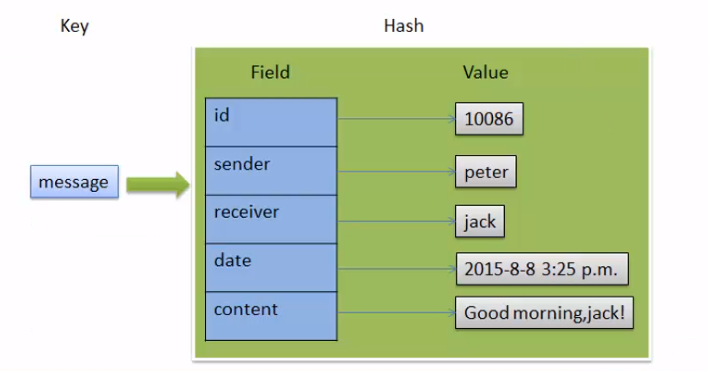 Key Hash
Field Value
id 10086
sender peter
message
receiver jack
date 2015-8-8 3:25 p.m.
content Good morning,jack!